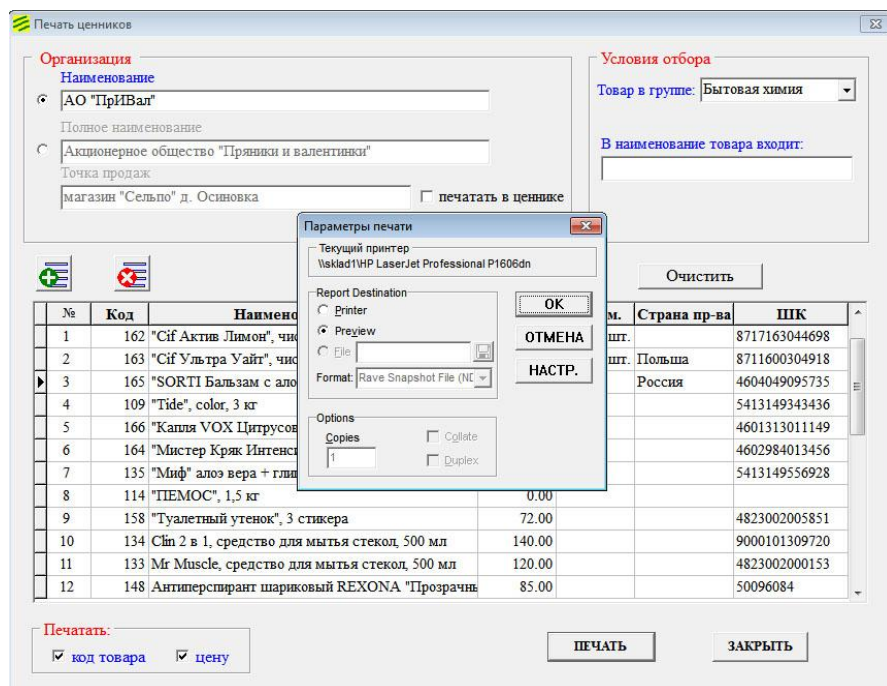 Печать ценников
Организация
Наименование
АО "ПрИВал"
Полное наименование
Акционерное общество "Пряники и валентинки"
Точка продаж
магазин "Сельпо" д. Осиновка
печатать в ценнике
Условия отбора
Товар в группе: Бытовая химия
В наименование товара входит:
Параметры печати
Текущий принтер
\\sklad1\HP LaserJet Professional P1606dn
Report Destination
Printer
Preview
File
Format: Rave Snapshot File (ND
OK
ОТМЕНА
НАСТР.
Options
Copies
1
Collate
Duplex
Очистить
№ Код Наимено м. Страна пр-ва ШК
1 162 "Cif Актив Лимон", чис шт. 8717163044698
2 163 "Cif Ультра Уайт", чис шт. Польша 8711600304918
3 165 "SORTI Бальзам с ало Россия 4604049095735
4 109 "Tide", color, 3 кг 5413149343436
5 166 "Капля VOX Цитрусов 4601313011149
6 164 "Мистер Кряк Интенси 4602984013456
7 135 "Миф" алоэ вера + гли 5413149556928
8 114 "ПЕМОС", 1,5 кг 0.00
9 158 "Туалетный утенок", 3 стикера 72.00 4823002005851
10 134 Clin 2 в 1, средство для мытья стекол, 500 мл 140.00 9000101309720
11 133 Mr Muscle, средство для мытья стекол, 500 мл 120.00 4823002000153
12 148 Антиперспирант шариковый REXONA "Прозрачнь 85.00 50096084
Печатать:
код товара
цену
ПЕЧАТЬ
ЗАКРЫТЬ